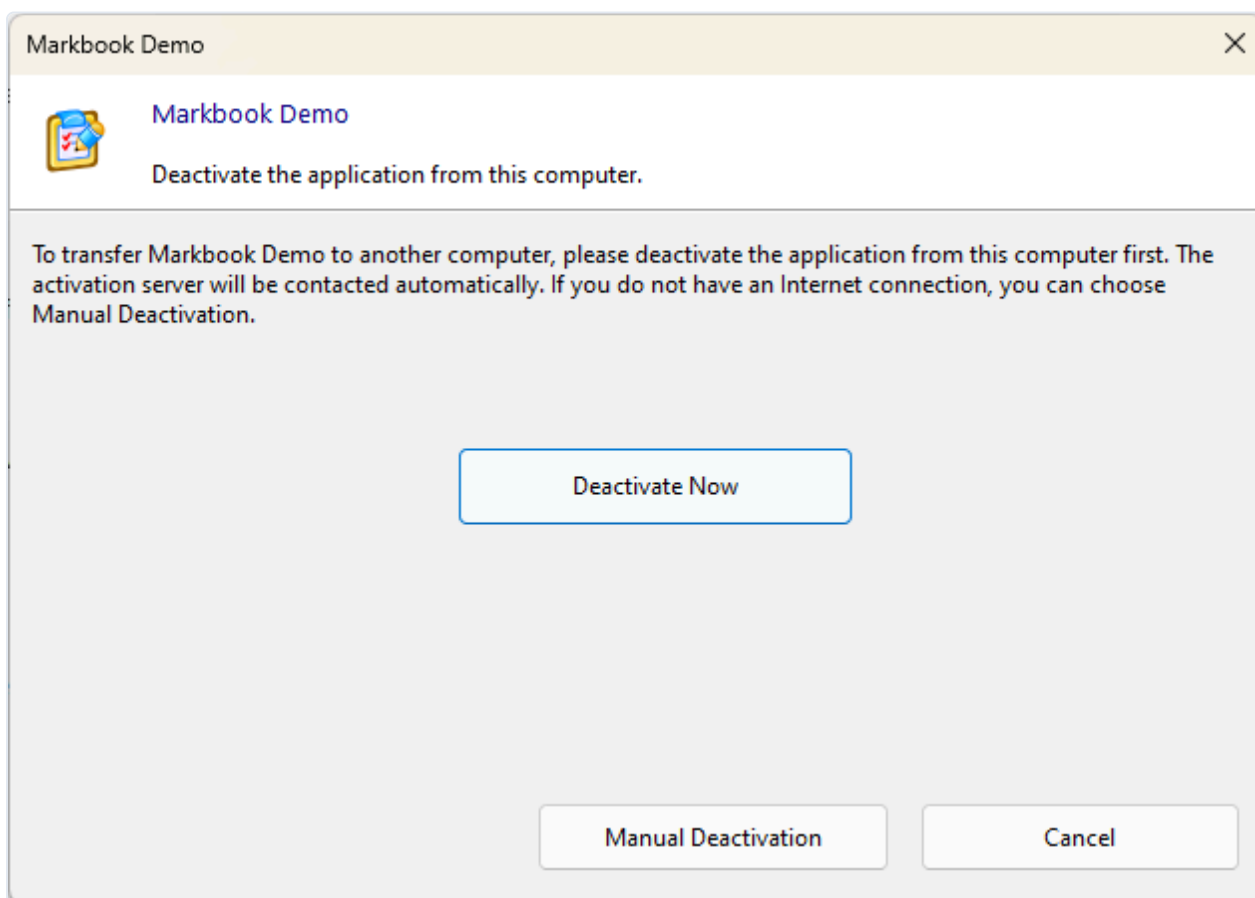 Markbook Demo
Markbook Demo
Deactivate the application from this computer.
To transfer Markbook Demo to another computer, please deactivate the application from this computer first. The
activation server will be contacted automatically. If you do not have an Internet connection, you can choose
Manual Deactivation.
Deactivate Now
Manual Deactivation
Cancel